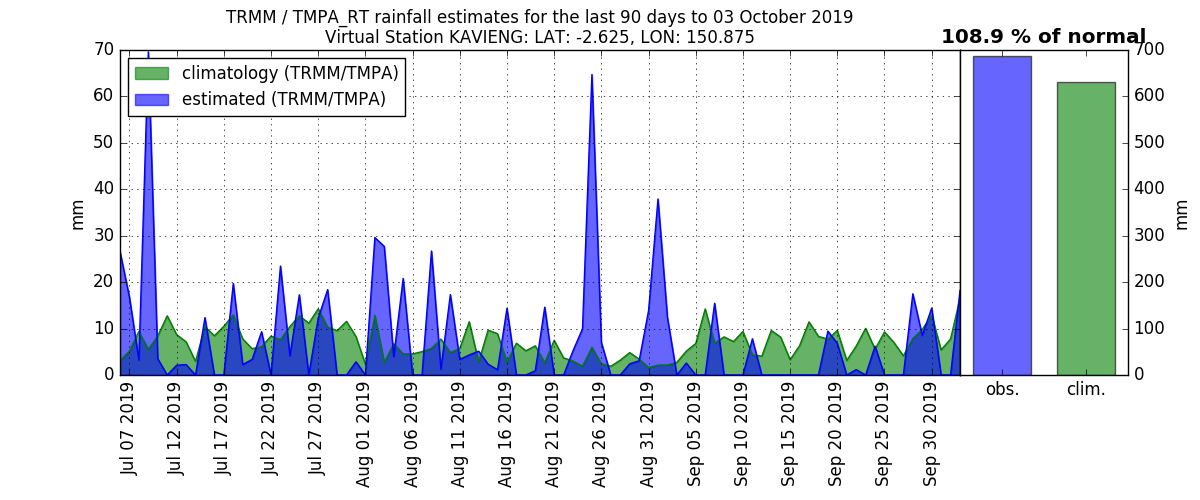 TRMM / TMPA_RT rainfall estimates for the last 90 days to 03 October 2019
Virtual Station KAVIENG: LAT: -2.625, LON: 150.875
108.9 % of normal
climatology (TRMM/TMPA)
estimated (TRMM/TMPA)
mm
70
60
50
40
30
20
10
0
Jul 07 2019
Jul 12 2019
Jul 17 2019
Jul 22 2019
Jul 27 2019
Aug 01 2019
Aug 06 2019
Aug 11 2019
Aug 16 2019
Aug 21 2019
Aug 26 2019
Aug 31 2019
Sep 05 2019
Sep 10 2019
Sep 15 2019
Sep 20 2019
Sep 25 2019
Sep 30 2019
obs.
clim.
700
600
500
400
300
200
100
0
mm